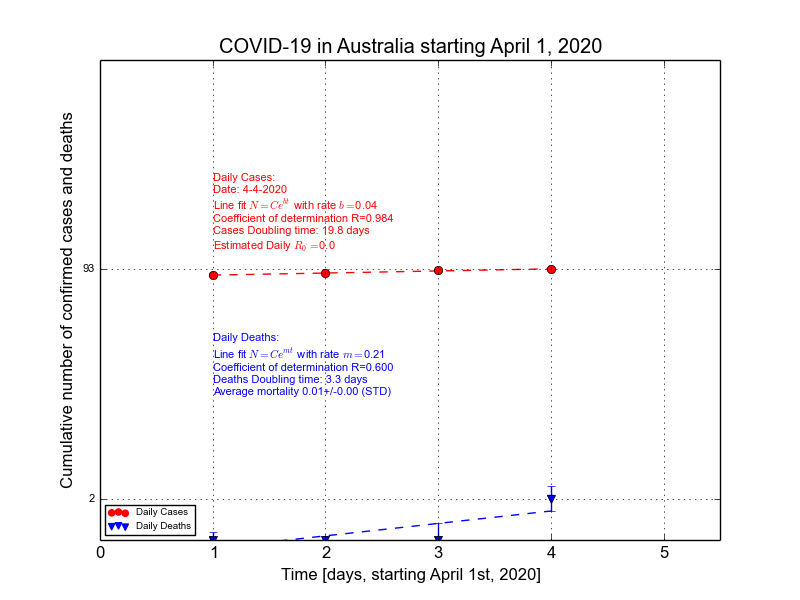 COVID-19 in Australia starting April 1, 2020
Cumulative number of confirmed cases and deaths
Daily Cases:
Date: 4-4-2020
Line fit N = Ce^{bt} with rate b = 0.04
Coefficient of determination R=0.984
Cases Doubling time: 19.8 days
Estimated Daily R_0 = 0.0
93
Daily Deaths:
Line fit N = Ce^{mt} with rate m = 0.21
Coefficient of determination R=0.600
Deaths Doubling time: 3.3 days
Average mortality 0.01+/-0.00 (STD)
2
Daily Cases
Daily Deaths
0 1 2 3 4 5
Time [days, starting April 1st, 2020]